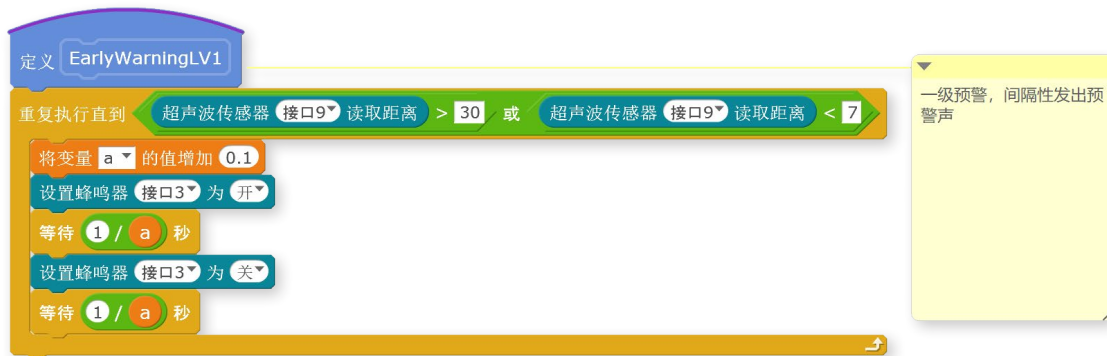 定义 EarlyWarningLV1
重复执行直到 超声波传感器 接口9 读取距离 > 30 或 超声波传感器 接口9 读取距离 < 7
将变量 a 的值增加 0.1
设置蜂鸣器 接口3 为 开
等待 1 / a 秒
设置蜂鸣器 接口3 为 关
等待 1 / a 秒
一级预警，间隔性发出预
警声